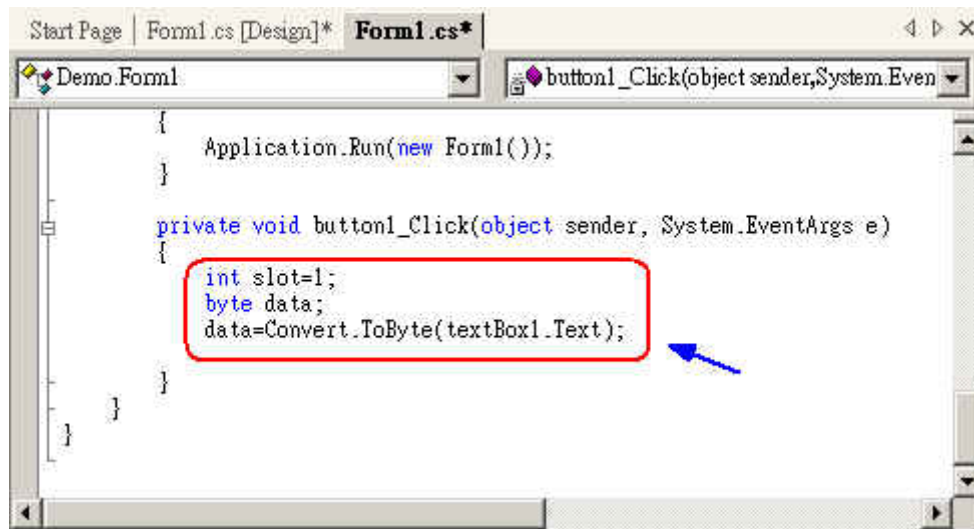 Start Page Form1.cs [Design]* Form1.cs*
Demo.Form1 button1_Click(object sender,System.Even
{
Application.Run(new Form1());
}
private void button1_Click(object sender, System.EventArgs e)
{
int slot=1;
byte data;
data=Convert.ToByte(textBox1.Text);
}
}
}